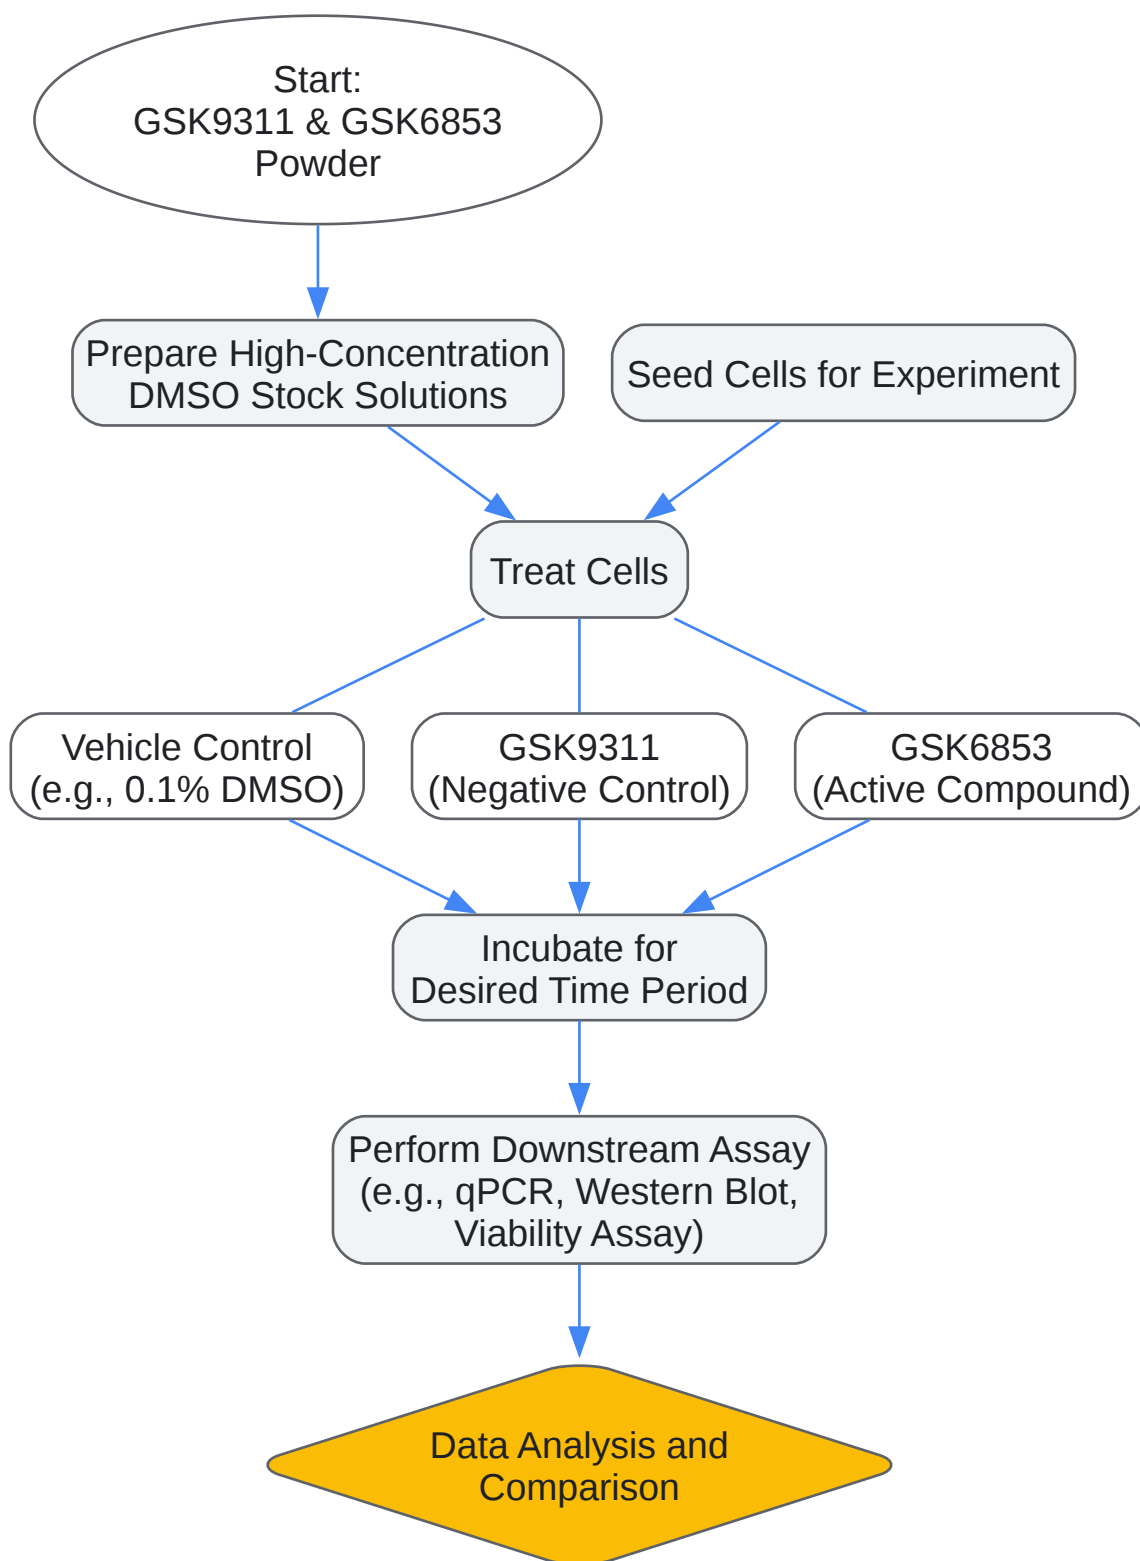 Start:
GSK9311 & GSK6853
Powder
Prepare High-Concentration
DMSO Stock Solutions
Seed Cells for Experiment
Treat Cells
Vehicle Control
(e.g., 0.1% DMSO)
GSK9311
(Negative Control)
GSK6853
(Active Compound)
Incubate for
Desired Time Period
Perform Downstream Assay
(e.g., qPCR, Western Blot,
Viability Assay)
Data Analysis and
Comparison